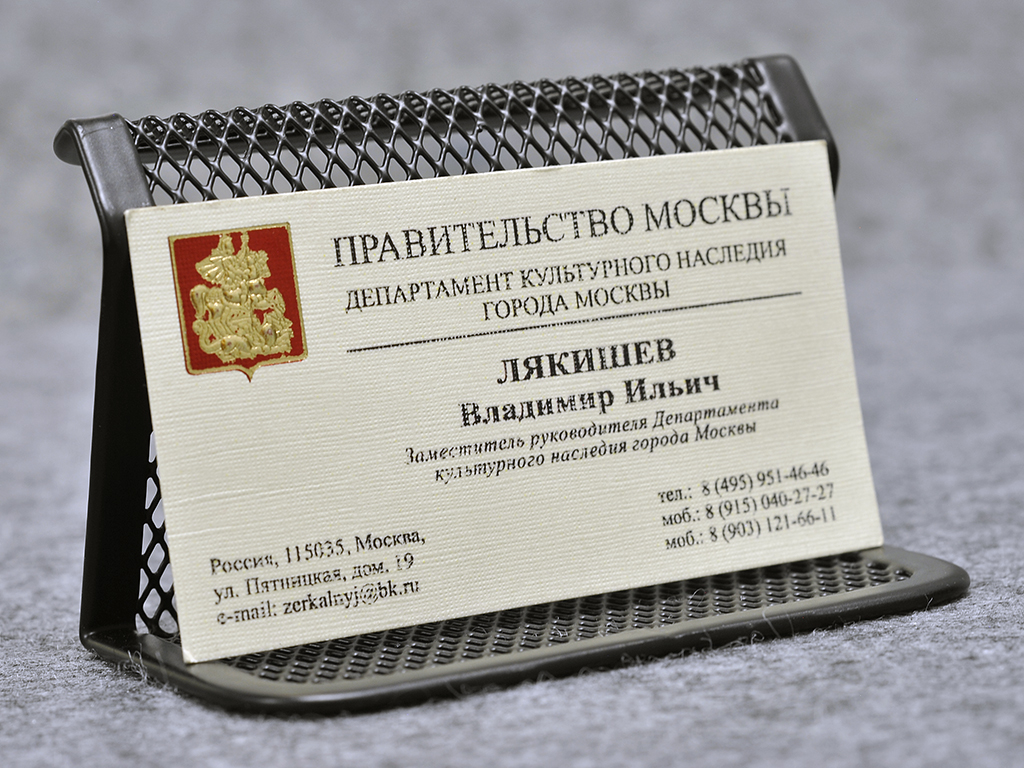 ПРАВИТЕЛЬСТВО МОСКВЫ
ДЕПАРТАМЕНТ КУЛЬТУРНОГО НАСЛЕДИЯ
ГОРОДА МОСКВЫ
ЛЯКИШЕВ
Владимир Ильич
Заместитель руководителя Департамента
культурного наследия города Москвы
тел.: 8 (495) 951-46-46
моб.: 8 (915) 040-27-27
моб.: 8 (903) 121-66-11
Россия, 115035, Москва,
ул. Пятницкая, дом. 19
e-mail: zerkalnyj@bk.ru